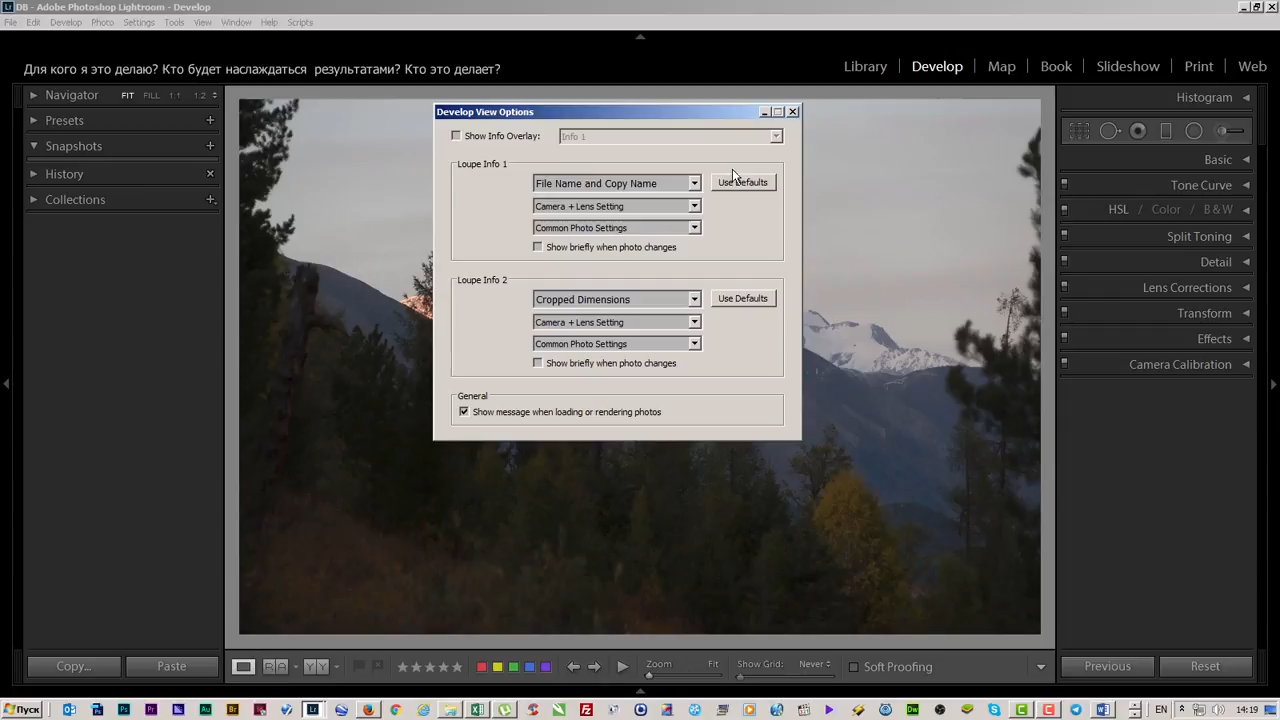 DB - Adobe Photoshop Lightroom - Develop
File Edit Develop Photo Settings Tools View Window Help Scripts
Для кого я это делаю? Кто будет наслаждаться результатами? Кто это делает?
Library Develop Map Book Slideshow Print Web
Navigator FIT FILL 1:1 1:2
Presets
Snapshots
History
Collections
Develop View Options
Show Info Overlay: Info 1
Loupe Info 1
File Name and Copy Name Use Defaults
Camera + Lens Setting
Common Photo Settings
Show briefly when photo changes
Loupe Info 2
Cropped Dimensions Use Defaults
Camera + Lens Setting
Common Photo Settings
Show briefly when photo changes
General
Show message when loading or rendering photos
Histogram
Basic
Tone Curve
HSL / Color / B & W
Split Toning
Detail
Lens Corrections
Transform
Effects
Camera Calibration
Copy... Paste
R A Y Y
Zoom Fit Show Grid: Never Soft Proofing
Previous Reset
Пуск
EN 14:19